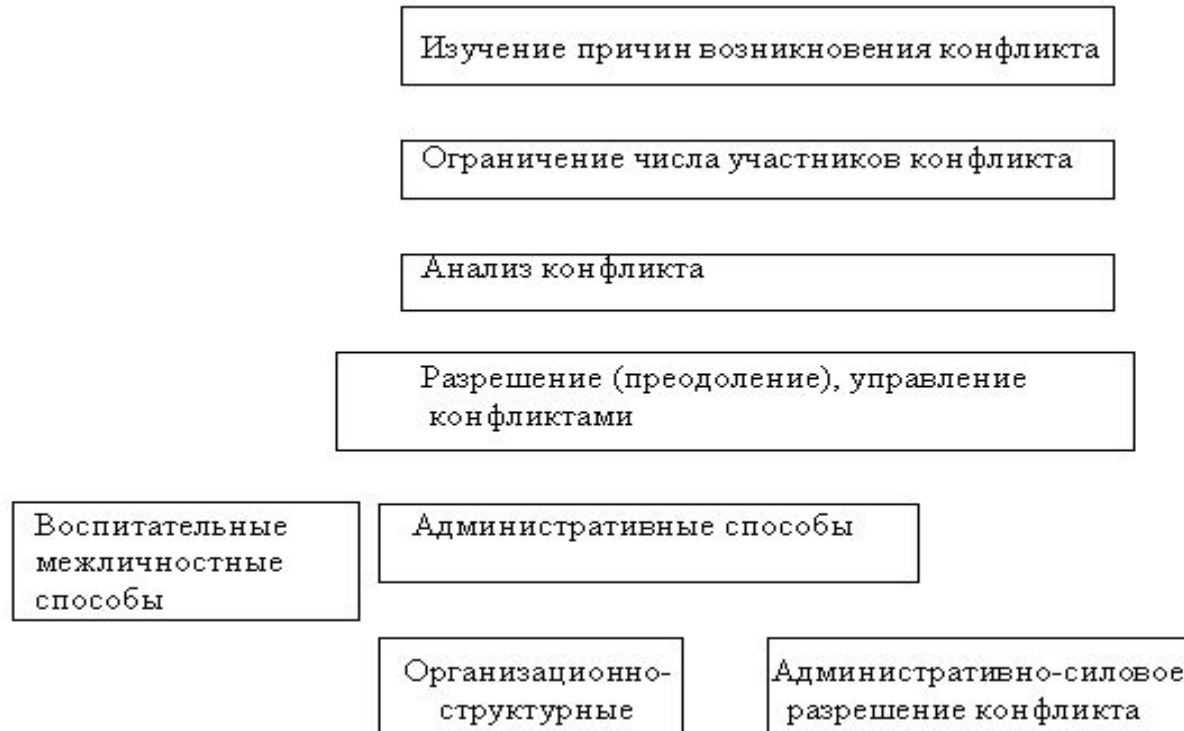 Изучение причин возникновения конфликта
Ограничение числа участников конфликта
Анализ конфликта
Разрешение (преодоление), управление
конфликтами
Воспитательные
межличностные
способы
Административные способы
Организационно-
структурные
Административно-силовое
разрешение конфликта